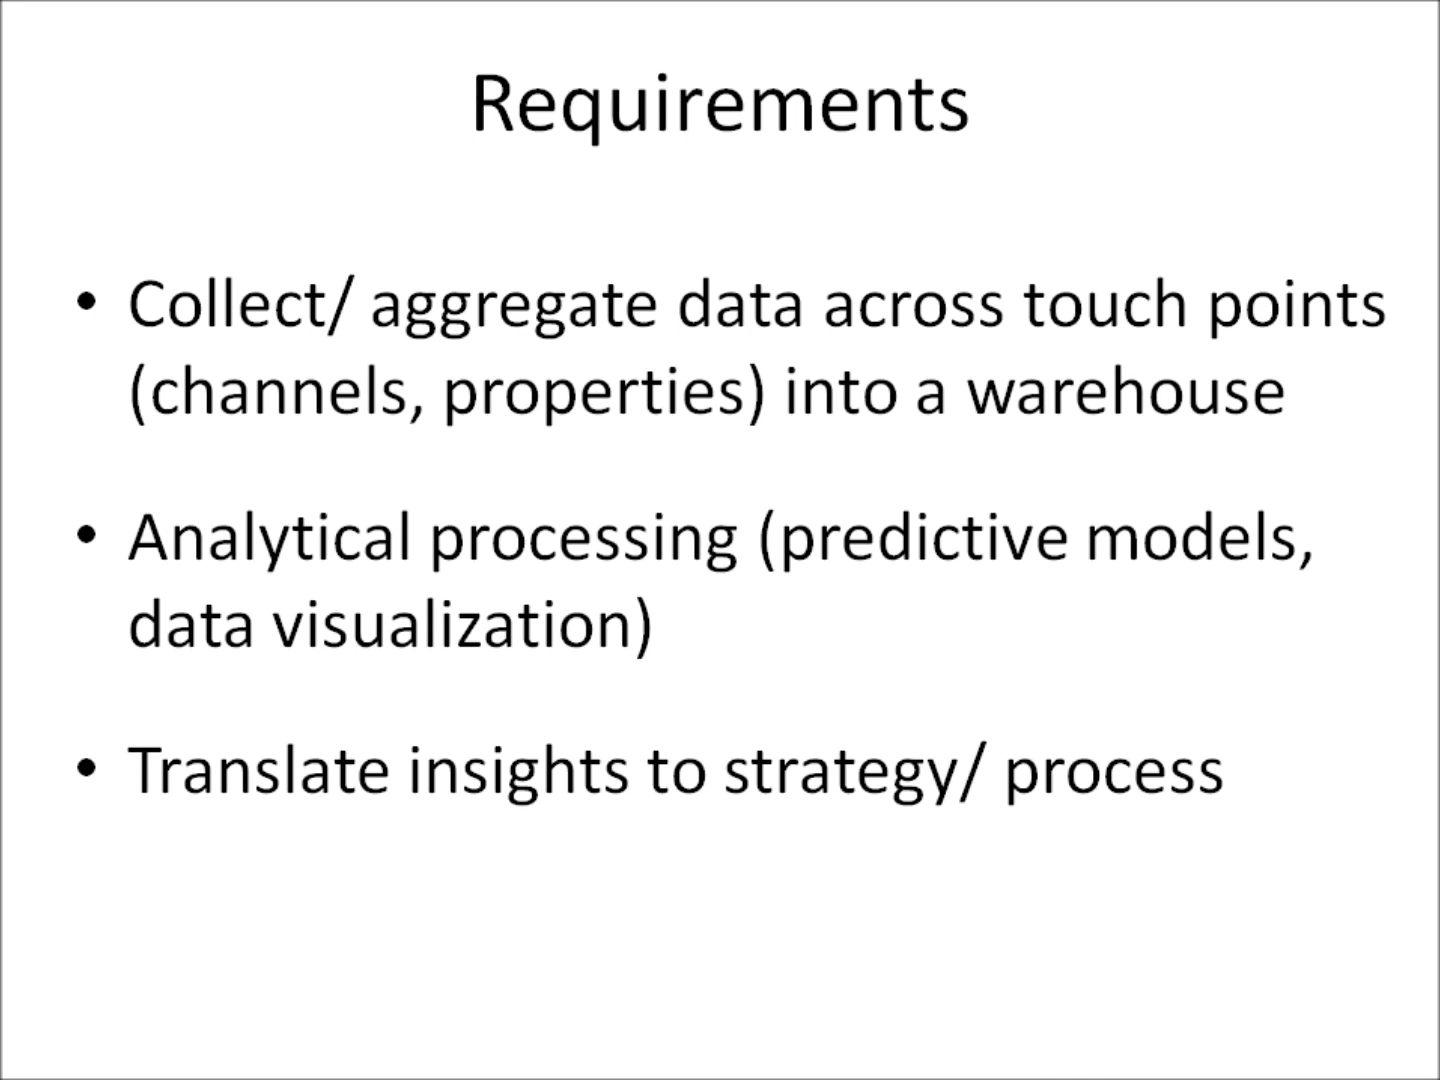 Requirements
• Collect/ aggregate data across touch points
(channels, properties) into a warehouse
• Analytical processing (predictive models,
data visualization)
• Translate insights to strategy/ process